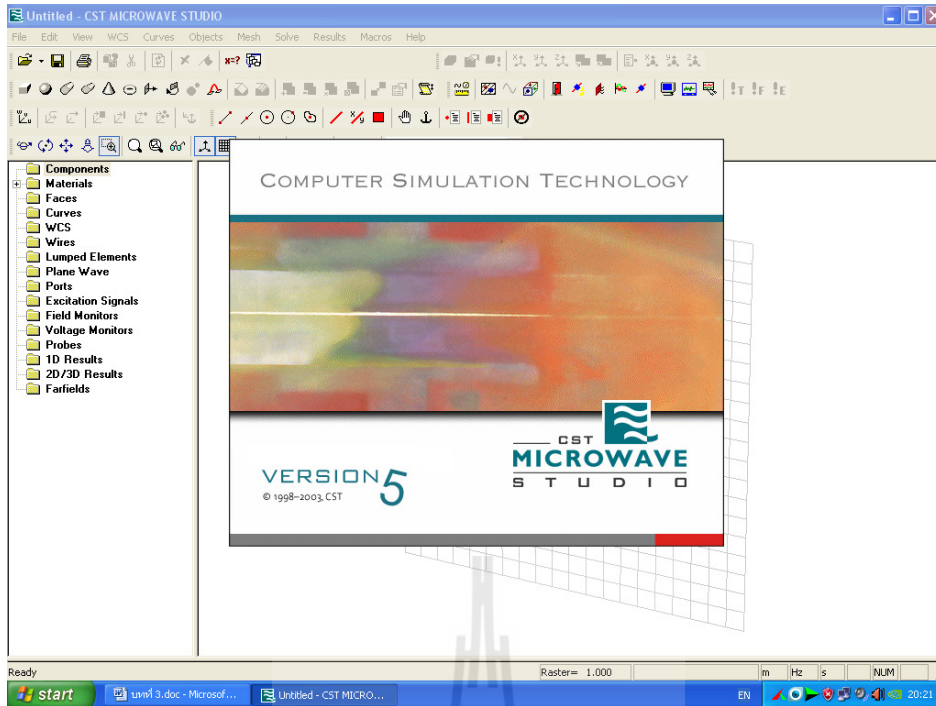 Untitled - CST MICROWAVE STUDIO
File Edit View WCS Curves Objects Mesh Solve Results Macros Help
Components
Materials
Faces
Curves
WCS
Wires
Lumped Elements
Plane Wave
Ports
Excitation Signals
Field Monitors
Voltage Monitors
Probes
1D Results
2D/3D Results
Farfields
COMPUTER SIMULATION TECHNOLOGY
CST
MICROWAVE
STUDIO
VERSION 5
© 1998–2003, CST
Ready Raster= 1.000 m Hz s NUM
start บทที่ 3.doc - Microsof... Untitled - CST MICRO... EN 20:21